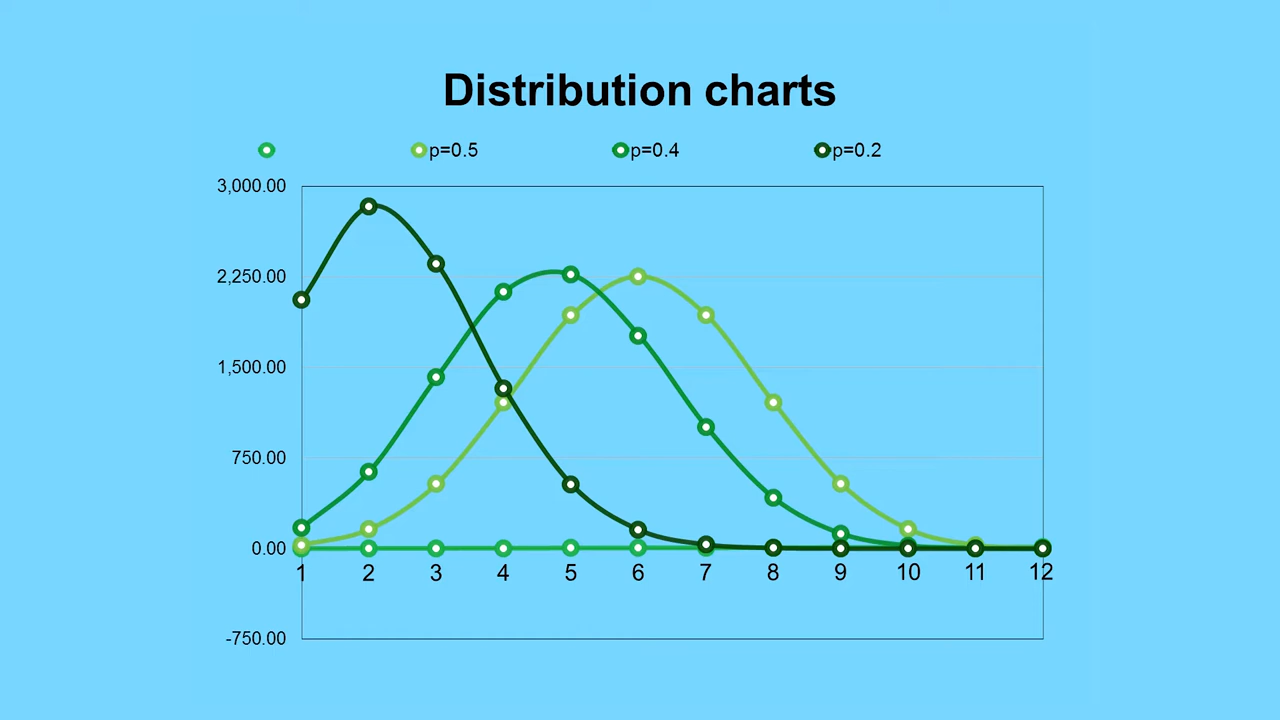 Distribution charts
p=0.5 p=0.4 p=0.2
3,000.00
2,250.00
1,500.00
750.00
0.00
1 2 3 4 5 6 7 8 9 10 11 12
-750.00